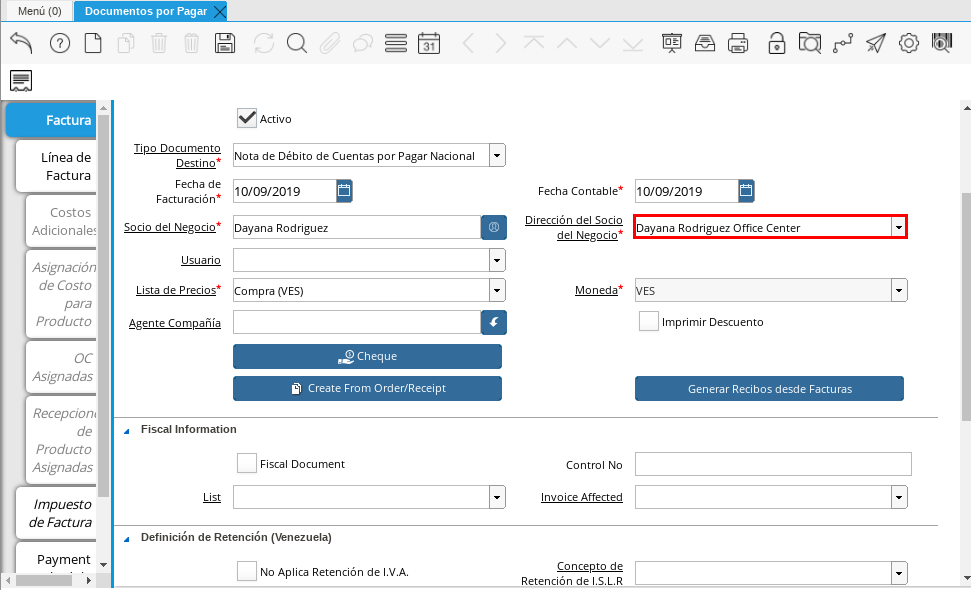 Menú (0)
Documentos por Pagar
31
Factura
Línea de
Factura
Costos
Adicionales
Asignación
de Costo
para
Producto
OC
Asignadas
Recepcione
de
Producto
Asignadas
Impuesto
de Factura
Payment
Activo
Tipo Documento
Destino*
Nota de Débito de Cuentas por Pagar Nacional
Fecha de
Facturación*
10/09/2019
Fecha Contable*
10/09/2019
Socio del Negocio*
Dayana Rodriguez
Dirección del Socio
del Negocio*
Dayana Rodriguez Office Center
Usuario
Lista de Precios*
Compra (VES)
Moneda*
VES
Agente Compañía
Imprimir Descuento
Cheque
Create From Order/Receipt
Generar Recibos desde Facturas
Fiscal Information
Fiscal Document
Control No
List
Invoice Affected
Definición de Retención (Venezuela)
No Aplica Retención de I.V.A.
Concepto de
Retención de I.S.L.R